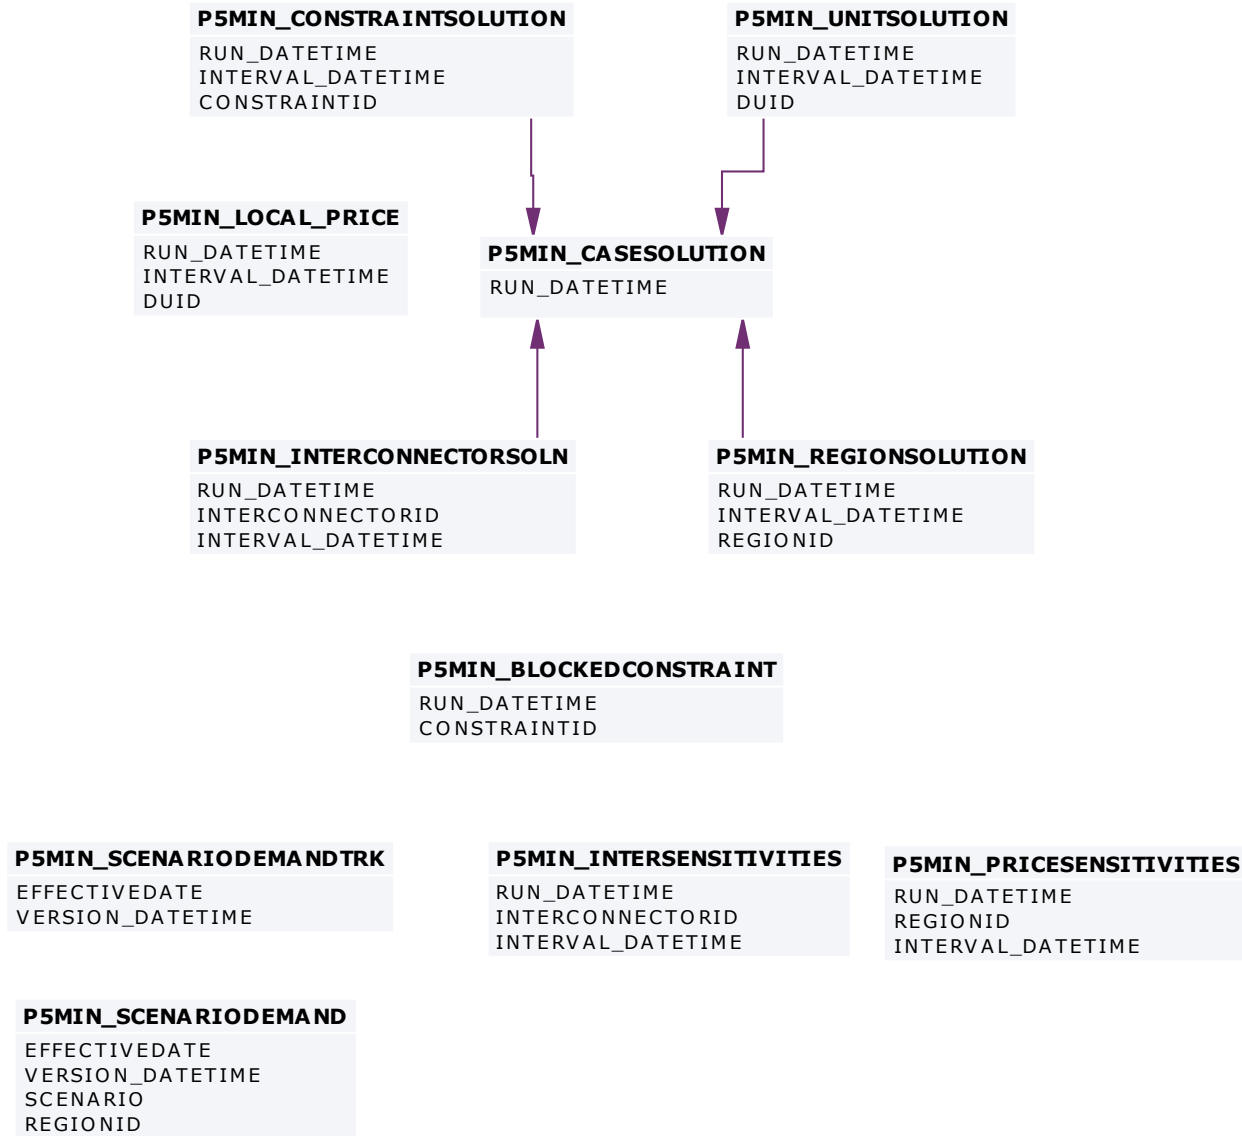 P5MIN_CONSTRAINTSOLUTION
RUN_DATETIME
INTERVAL_DATETIME
CONSTRAINTID
P5MIN_UNITSOLUTION
RUN_DATETIME
INTERVAL_DATETIME
DUID
P5MIN_LOCAL_PRICE
RUN_DATETIME
INTERVAL_DATETIME
DUID
P5MIN_CASESOLUTION
RUN_DATETIME
P5MIN_INTERCONNECTORSOLN
RUN_DATETIME
INTERCONNECTORID
INTERVAL_DATETIME
P5MIN_REGIONSOLUTION
RUN_DATETIME
INTERVAL_DATETIME
REGIONID
P5MIN_BLOCKEDCONSTRAINT
RUN_DATETIME
CONSTRAINTID
P5MIN_SCENARIODEMANDTRK
EFFECTIVEDATE
VERSION_DATETIME
P5MIN_INTERSENSITIVITIES
RUN_DATETIME
INTERCONNECTORID
INTERVAL_DATETIME
P5MIN_PRICESENSITIVITIES
RUN_DATETIME
REGIONID
INTERVAL_DATETIME
P5MIN_SCENARIODEMAND
EFFECTIVEDATE
VERSION_DATETIME
SCENARIO
REGIONID